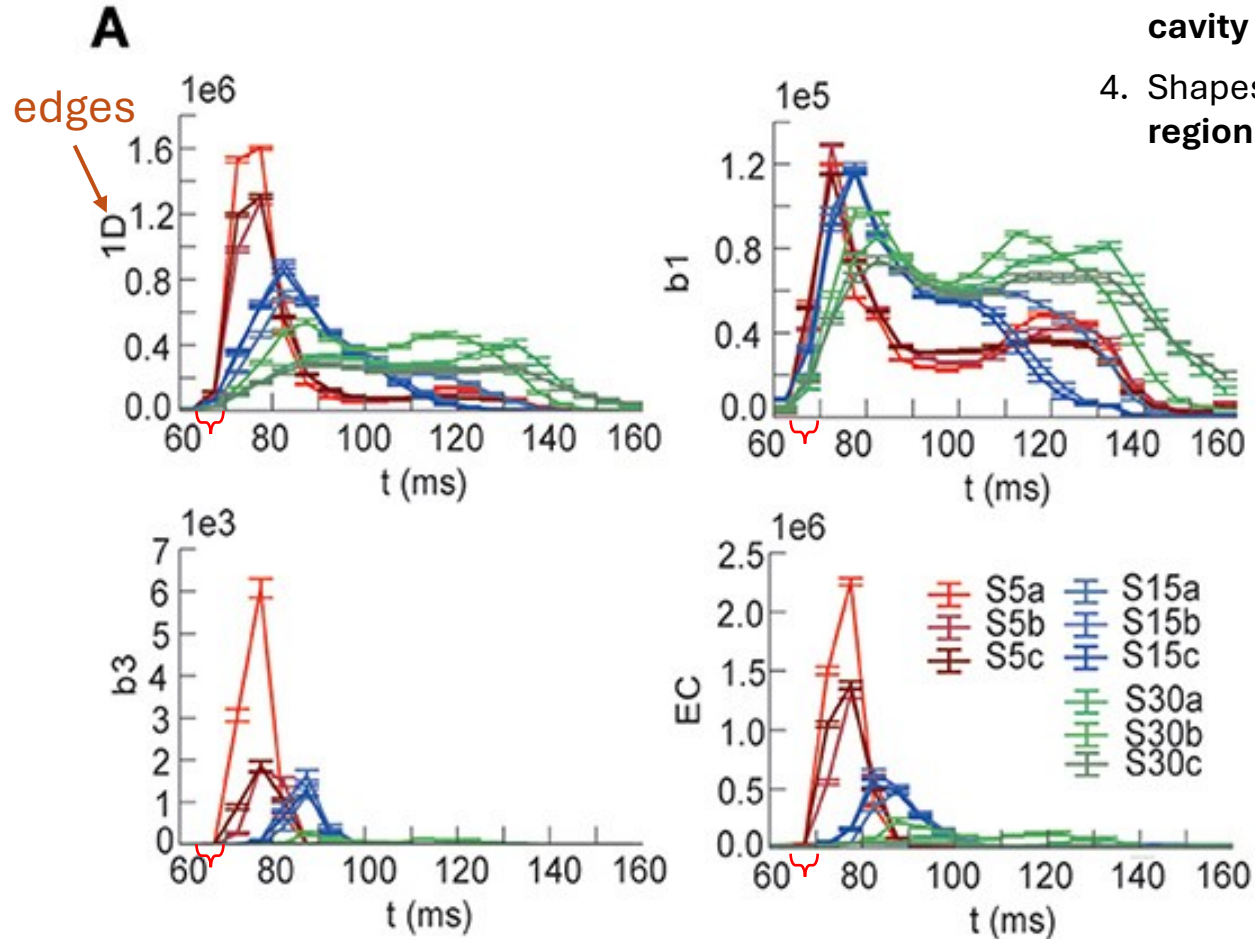 A
cavity
4. Shapes
region
edges
1e6
1D
1.6
1.2
0.8
0.4
0.0
60 80 100 120 140 160
t (ms)
1e5
b1
1.2
0.8
0.4
0.0
60 80 100 120 140 160
t (ms)
1e3
b3
7
6
5
4
3
2
1
0
60 80 100 120 140 160
t (ms)
1e6
EC
2.5
2.0
1.5
1.0
0.5
0.0
60 80 100 120 140 160
t (ms)
S5a
S5b
S5c
S15a
S15b
S15c
S30a
S30b
S30c